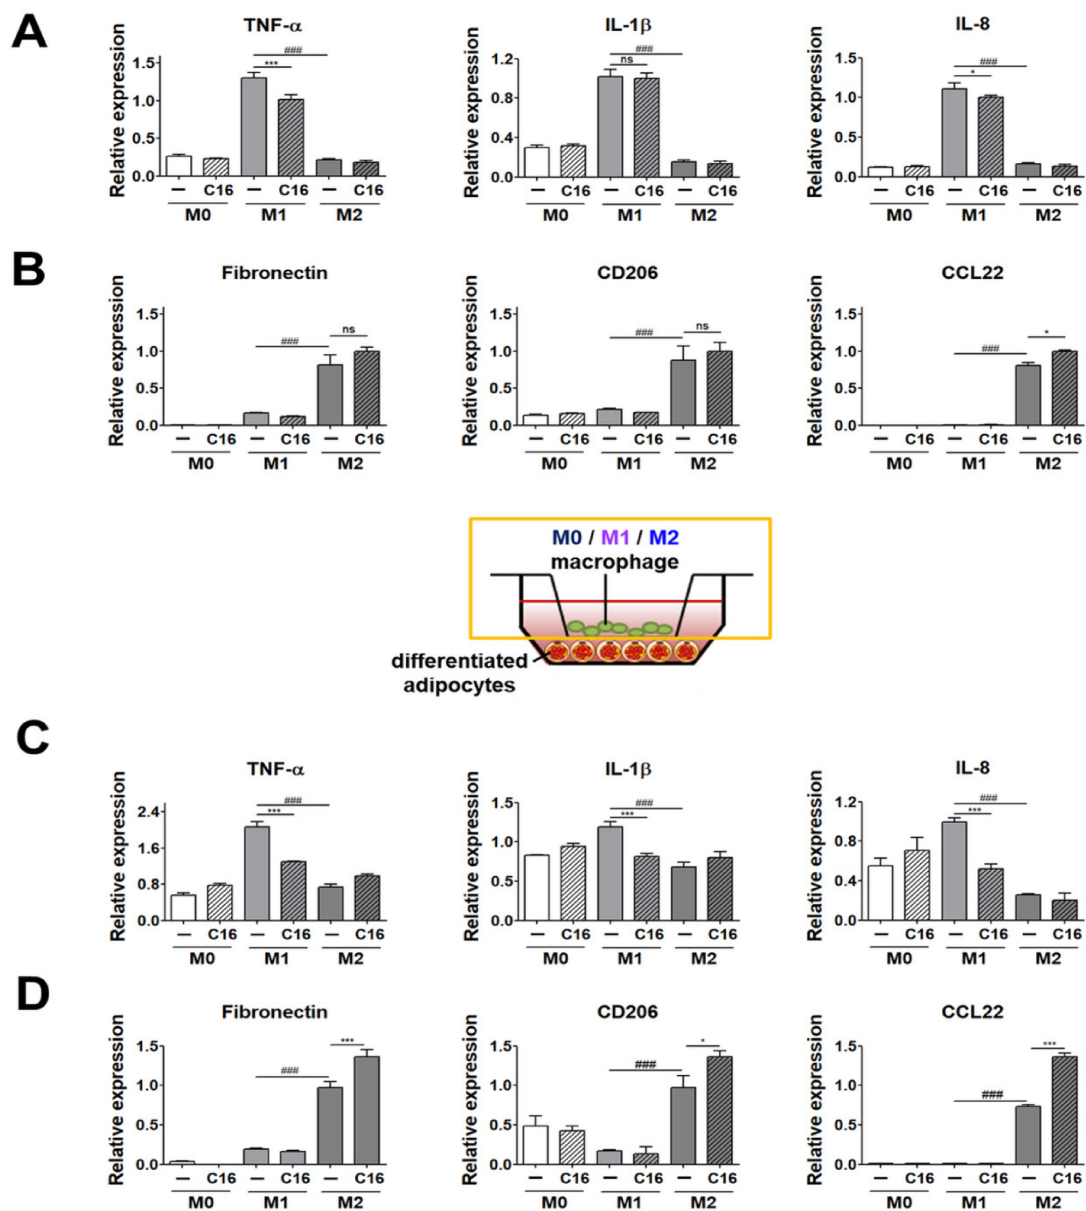 A
TNF-α
IL-1β
IL-8
Relative expression
1.5
1.0
0.5
0.0
***
###
– C16 – C16 – C16
M0 M1 M2
Relative expression
1.2
0.8
0.4
0.0
ns
###
– C16 – C16 – C16
M0 M1 M2
Relative expression
1.5
1.0
0.5
0.0
*
###
– C16 – C16 – C16
M0 M1 M2
B
Fibronectin
CD206
CCL22
Relative expression
1.5
1.0
0.5
0.0
###
ns
– C16 – C16 – C16
M0 M1 M2
Relative expression
1.5
1.0
0.5
0.0
###
ns
– C16 – C16 – C16
M0 M1 M2
Relative expression
1.5
1.0
0.5
0.0
###
*
– C16 – C16 – C16
M0 M1 M2
M0 / M1 / M2
macrophage
differentiated
adipocytes
C
TNF-α
IL-1β
IL-8
Relative expression
2.4
1.6
0.8
0.0
###
***
– C16 – C16 – C16
M0 M1 M2
Relative expression
1.5
1.0
0.5
0.0
###
***
– C16 – C16 – C16
M0 M1 M2
Relative expression
1.2
0.8
0.4
0.0
###
***
– C16 – C16 – C16
M0 M1 M2
D
Fibronectin
CD206
CCL22
Relative expression
1.5
1.0
0.5
0.0
###
***
– C16 – C16 – C16
M0 M1 M2
Relative expression
1.5
1.0
0.5
0.0
###
*
– C16 – C16 – C16
M0 M1 M2
Relative expression
1.5
1.0
0.5
0.0
###
***
– C16 – C16 – C16
M0 M1 M2